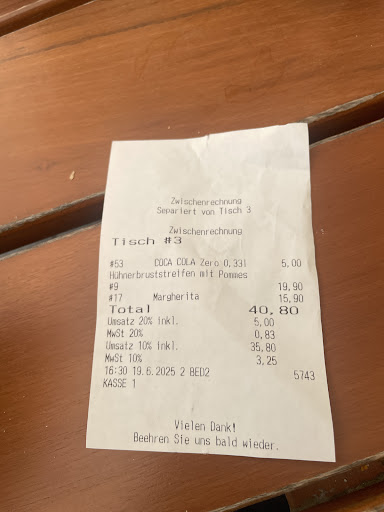 Zwischenrechnung
Separiert von Tisch 3
Zwischenrechnung
Tisch #3
#53 COCA COLA Zero 0,33l 5,00
Hühnerbruststreifen mit Pommes
#9 19,90
#17 Margherita 15,90
Total 40,80
Umsatz 20% inkl. 5,00
MwSt 20% 0,83
Umsatz 10% inkl. 35,80
MwSt 10% 3,25
16:30 19.6.2025 2 BED2 5743
KASSE 1
Vielen Dank!
Beehren Sie uns bald wieder.